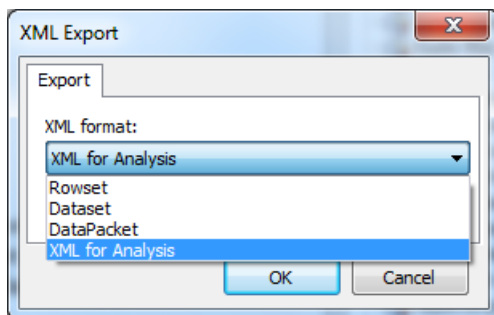 XML Export
Export
XML format:
XML for Analysis
Rowset
Dataset
DataPacket
XML for Analysis
OK Cancel